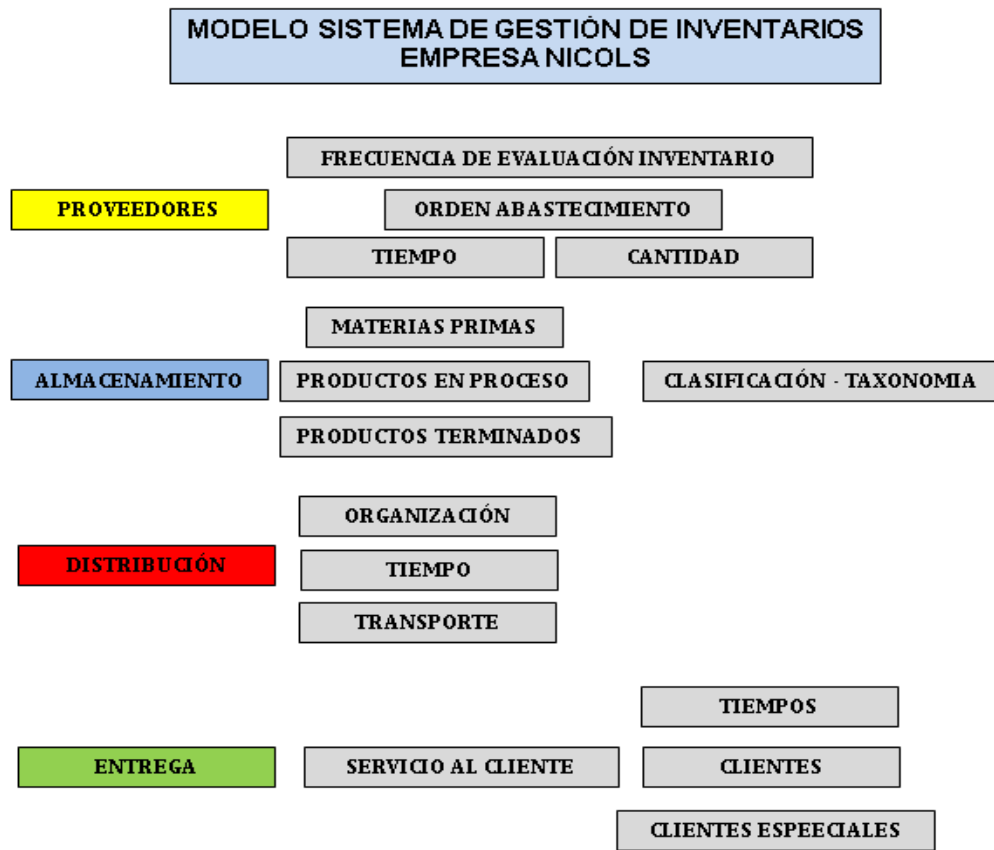 MODELO SISTEMA DE GESTIÓN DE INVENTARIOS
EMPRESA NICOLS
FRECUENCIA DE EVALUACIÓN INVENTARIO
PROVEEDORES
ORDEN ABASTECIMIENTO
TIEMPO
CANTIDAD
MATERIAS PRIMAS
ALMACENAMIENTO
PRODUCTOS EN PROCESO
CLASIFICACIÓN - TAXONOMIA
PRODUCTOS TERMINADOS
ORGANIZACIÓN
DISTRIBUCIÓN
TIEMPO
TRANSPORTE
TIEMPOS
ENTREGA
SERVICIO AL CLIENTE
CLIENTES
CLIENTES ESPEECIALES